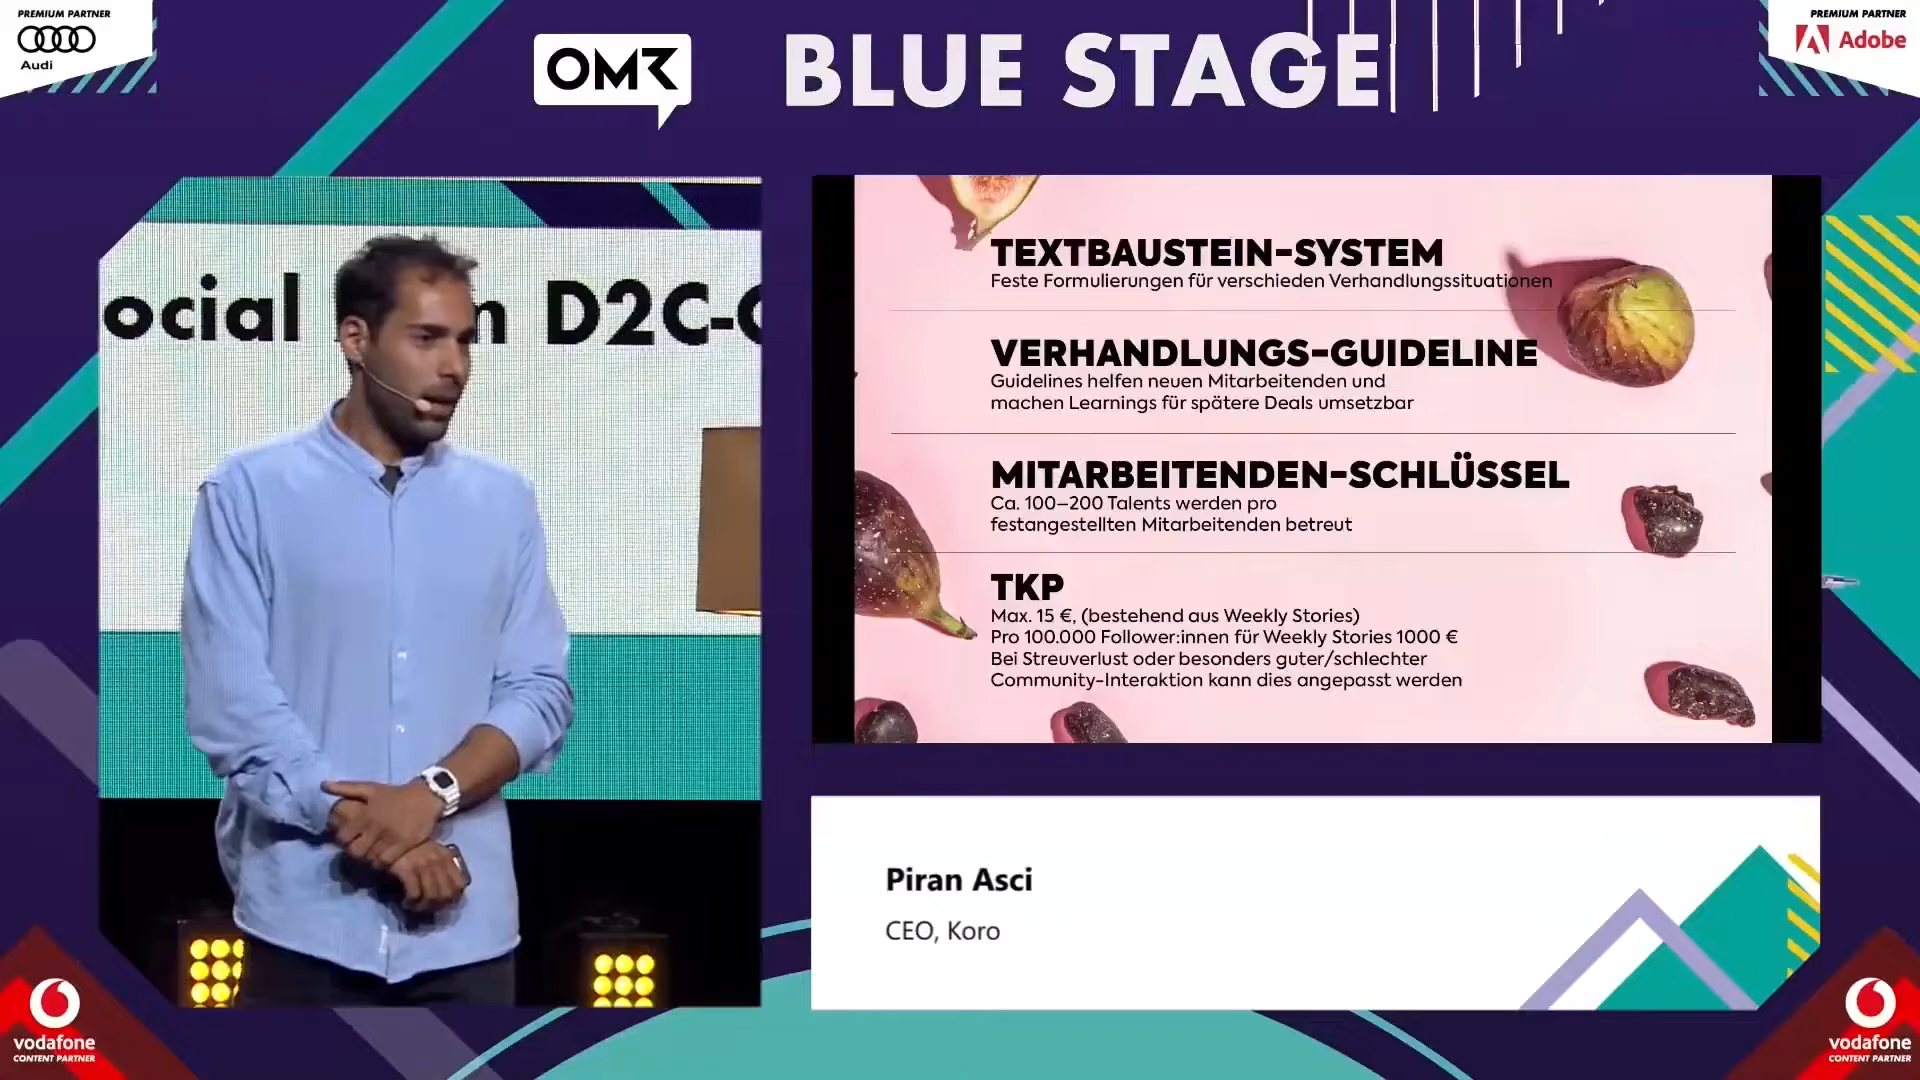 PREMIUM PARTNER
Audi
OMR
BLUE STAGE
PREMIUM PARTNER
Adobe
ocial
n D2C-
TEXTBAUSTEIN-SYSTEM
Feste Formulierungen für verschieden Verhandlungssituationen
VERHANDLUNGS-GUIDELINE
Guidelines helfen neuen Mitarbeitenden und
machen Learnings für spätere Deals umsetzbar
MITARBEITENDEN-SCHLÜSSEL
Ca. 100–200 Talents werden pro
festangestellten Mitarbeitenden betreut
TKP
Max. 15 €, (bestehend aus Weekly Stories)
Pro 100.000 Follower:innen für Weekly Stories 1000 €
Bei Streuverlust oder besonders guter/schlechter
Community-Interaktion kann dies angepasst werden
Piran Asci
CEO, Koro
vodafone
CONTENT PARTNER
vodafone
CONTENT PARTNER